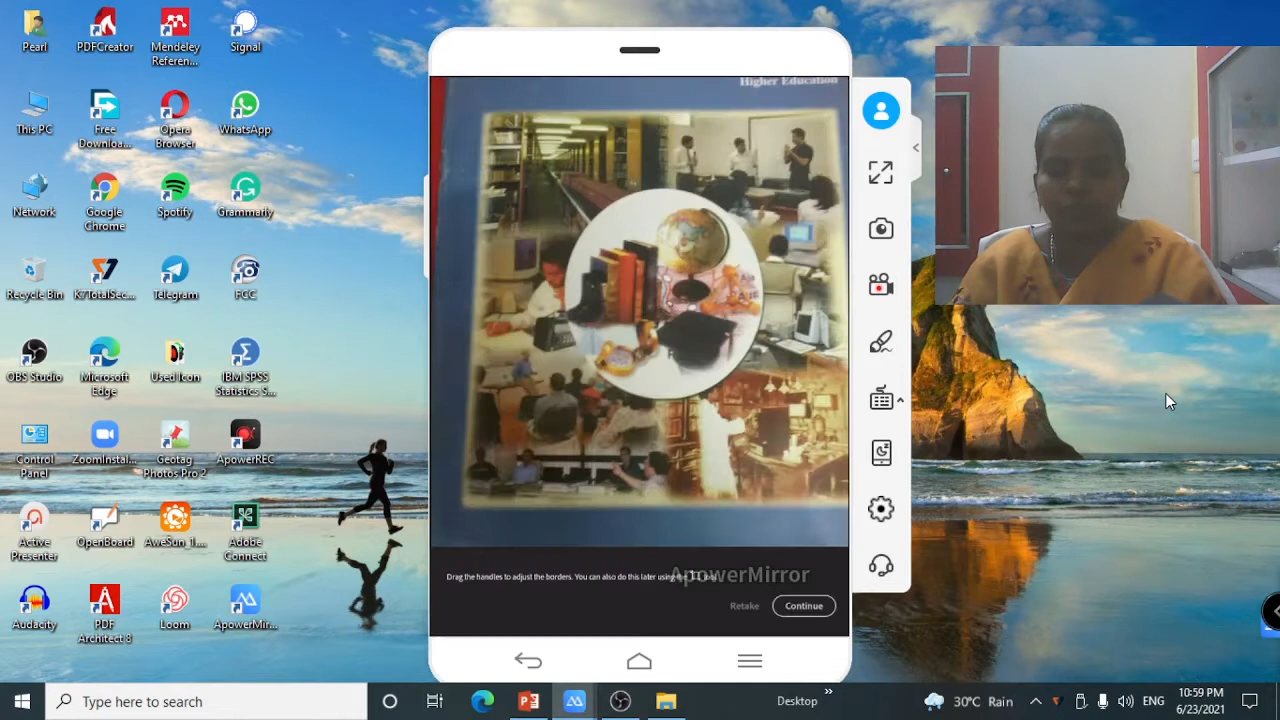 Pearl
PDFCreator
Mendeley
Referen...
Signal
This PC
Free
Downloa...
Opera
Browser
WhatsApp
Network
Google
Chrome
Spotify
Grammarly
Recycle Bin
K7TotalSec...
Telegram
FCC
OBS Studio
Microsoft
Edge
Used Icon
IBM SPSS
Statistics S...
Control
Panel
ZoomInstal...
Geotag
Photos Pro 2
ApowerREC
Active
Presenter
OpenBoard
AweSun_1....
Adobe
Connect
Audacity
PDF
Architect 8
Loom
ApowerMir...
Higher Education
Drag the handles to adjust the borders. You can also do this later using the
ApowerMirror
Retake
Continue
Type here to search
Desktop
30°C Rain
ENG
10:59 PM
6/23/2021